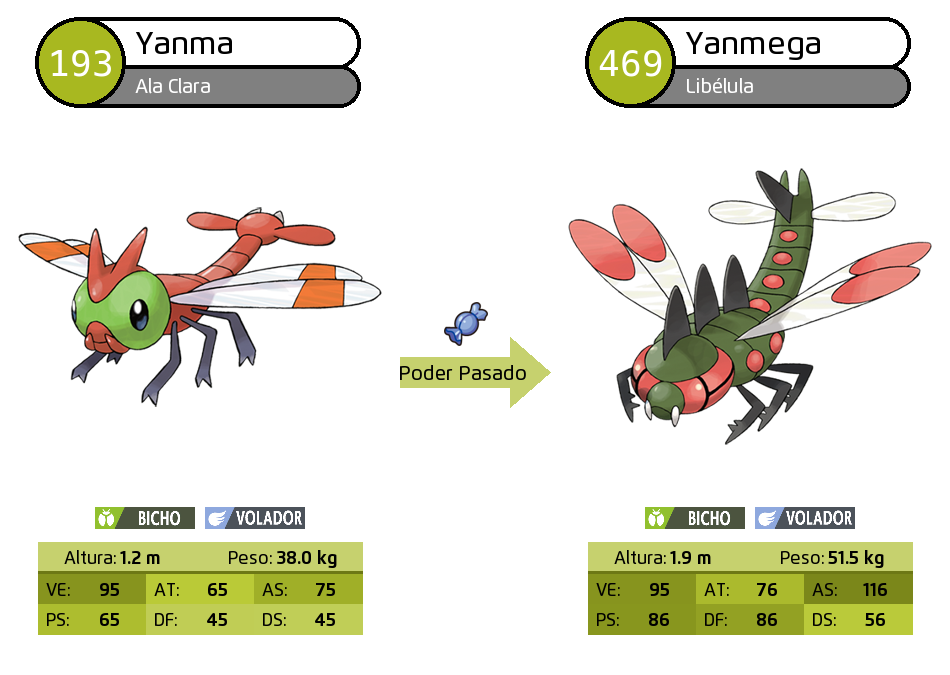 193
Yanma
Ala Clara
469
Yanmega
Libélula
Poder Pasado
BICHO VOLADOR
Altura: 1.2 m Peso: 38.0 kg
VE: 95 AT: 65 AS: 75
PS: 65 DF: 45 DS: 45
BICHO VOLADOR
Altura: 1.9 m Peso: 51.5 kg
VE: 95 AT: 76 AS: 116
PS: 86 DF: 86 DS: 56